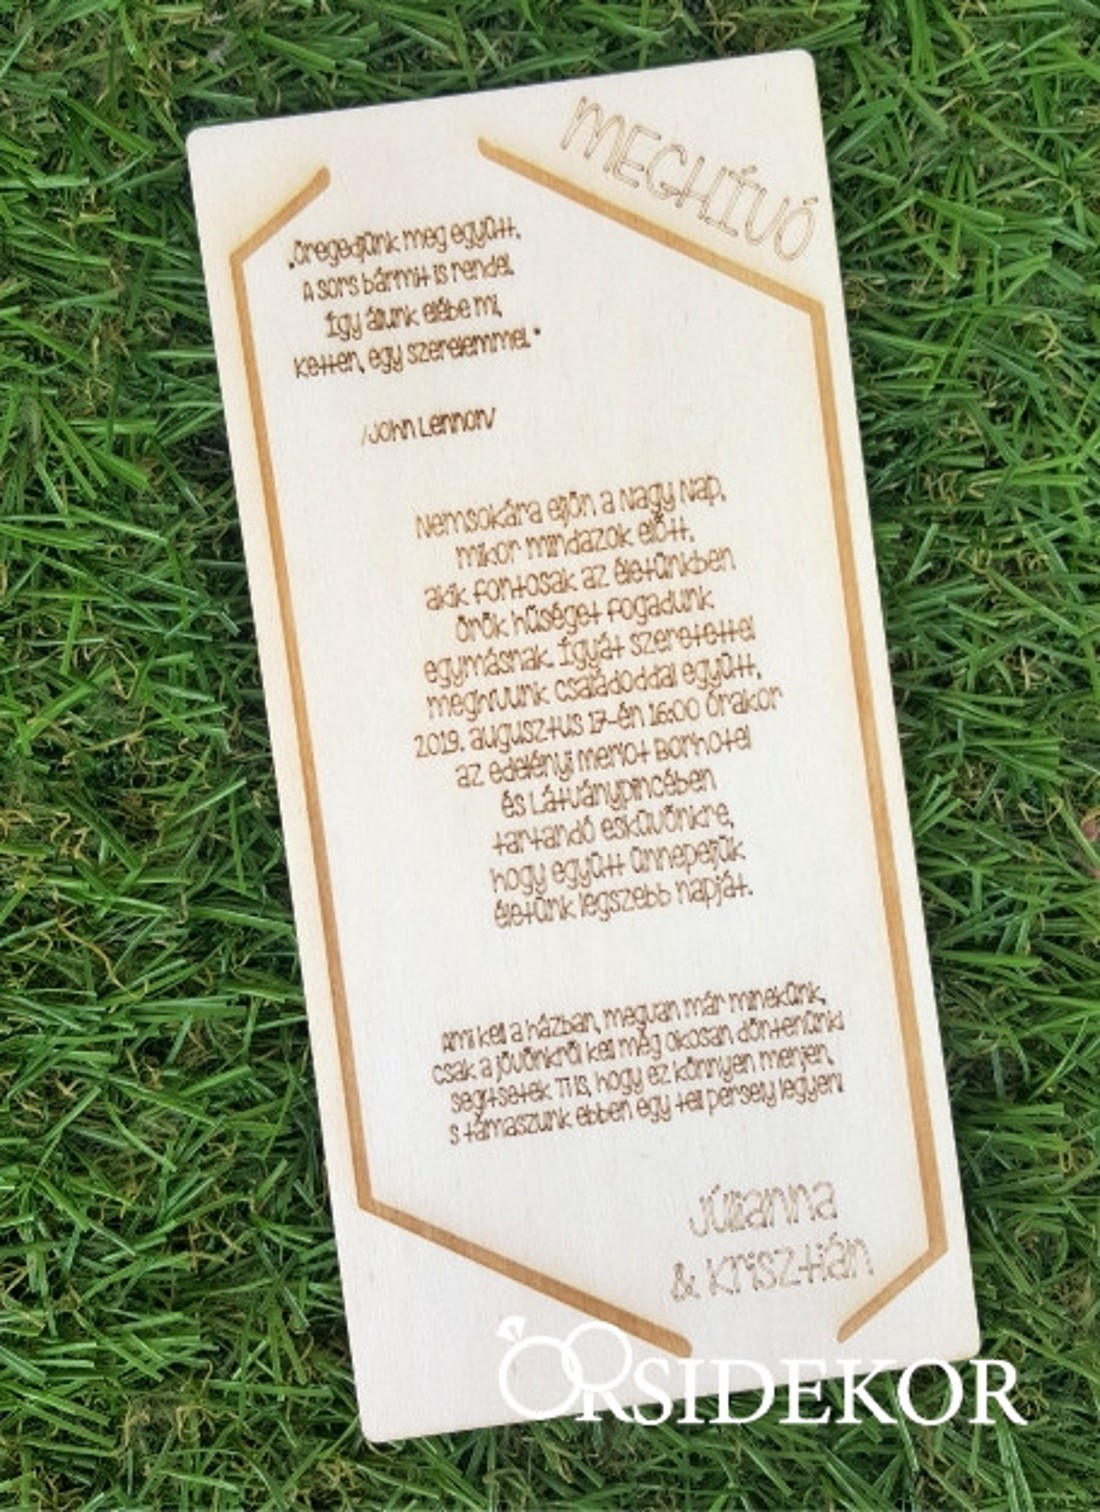 MEGHÍVÓ
„Öregedjünk meg együtt.
A sors bármit is rendel
Így állunk elébe mi,
Ketten, egy szerelemmel."
/John Lennon/
Nemsokára eljön a Nagy Nap,
mikor mindazok előtt,
akik fontosak az életünkben
örök hűséget fogadunk
egymásnak. Ígyát szeretettel
meghívunk családoddal együtt,
2019. augusztus 17-én 16:00 Órakor
az edelényi merlot Borhotel
és Látványpincében
tartandó esküvőnkre,
hogy együtt ünnepeljük
életünk legszebb napját.
Ami kell a házban, megvan már minekünk,
csak a jövőnkről kell még okosan döntenünk!
Segítsetek Ti is, hogy ez könnyen menjen,
s támaszunk ebben egy teli persely legyen!
Júlianna
& Krisztián
ORSIDEKOR